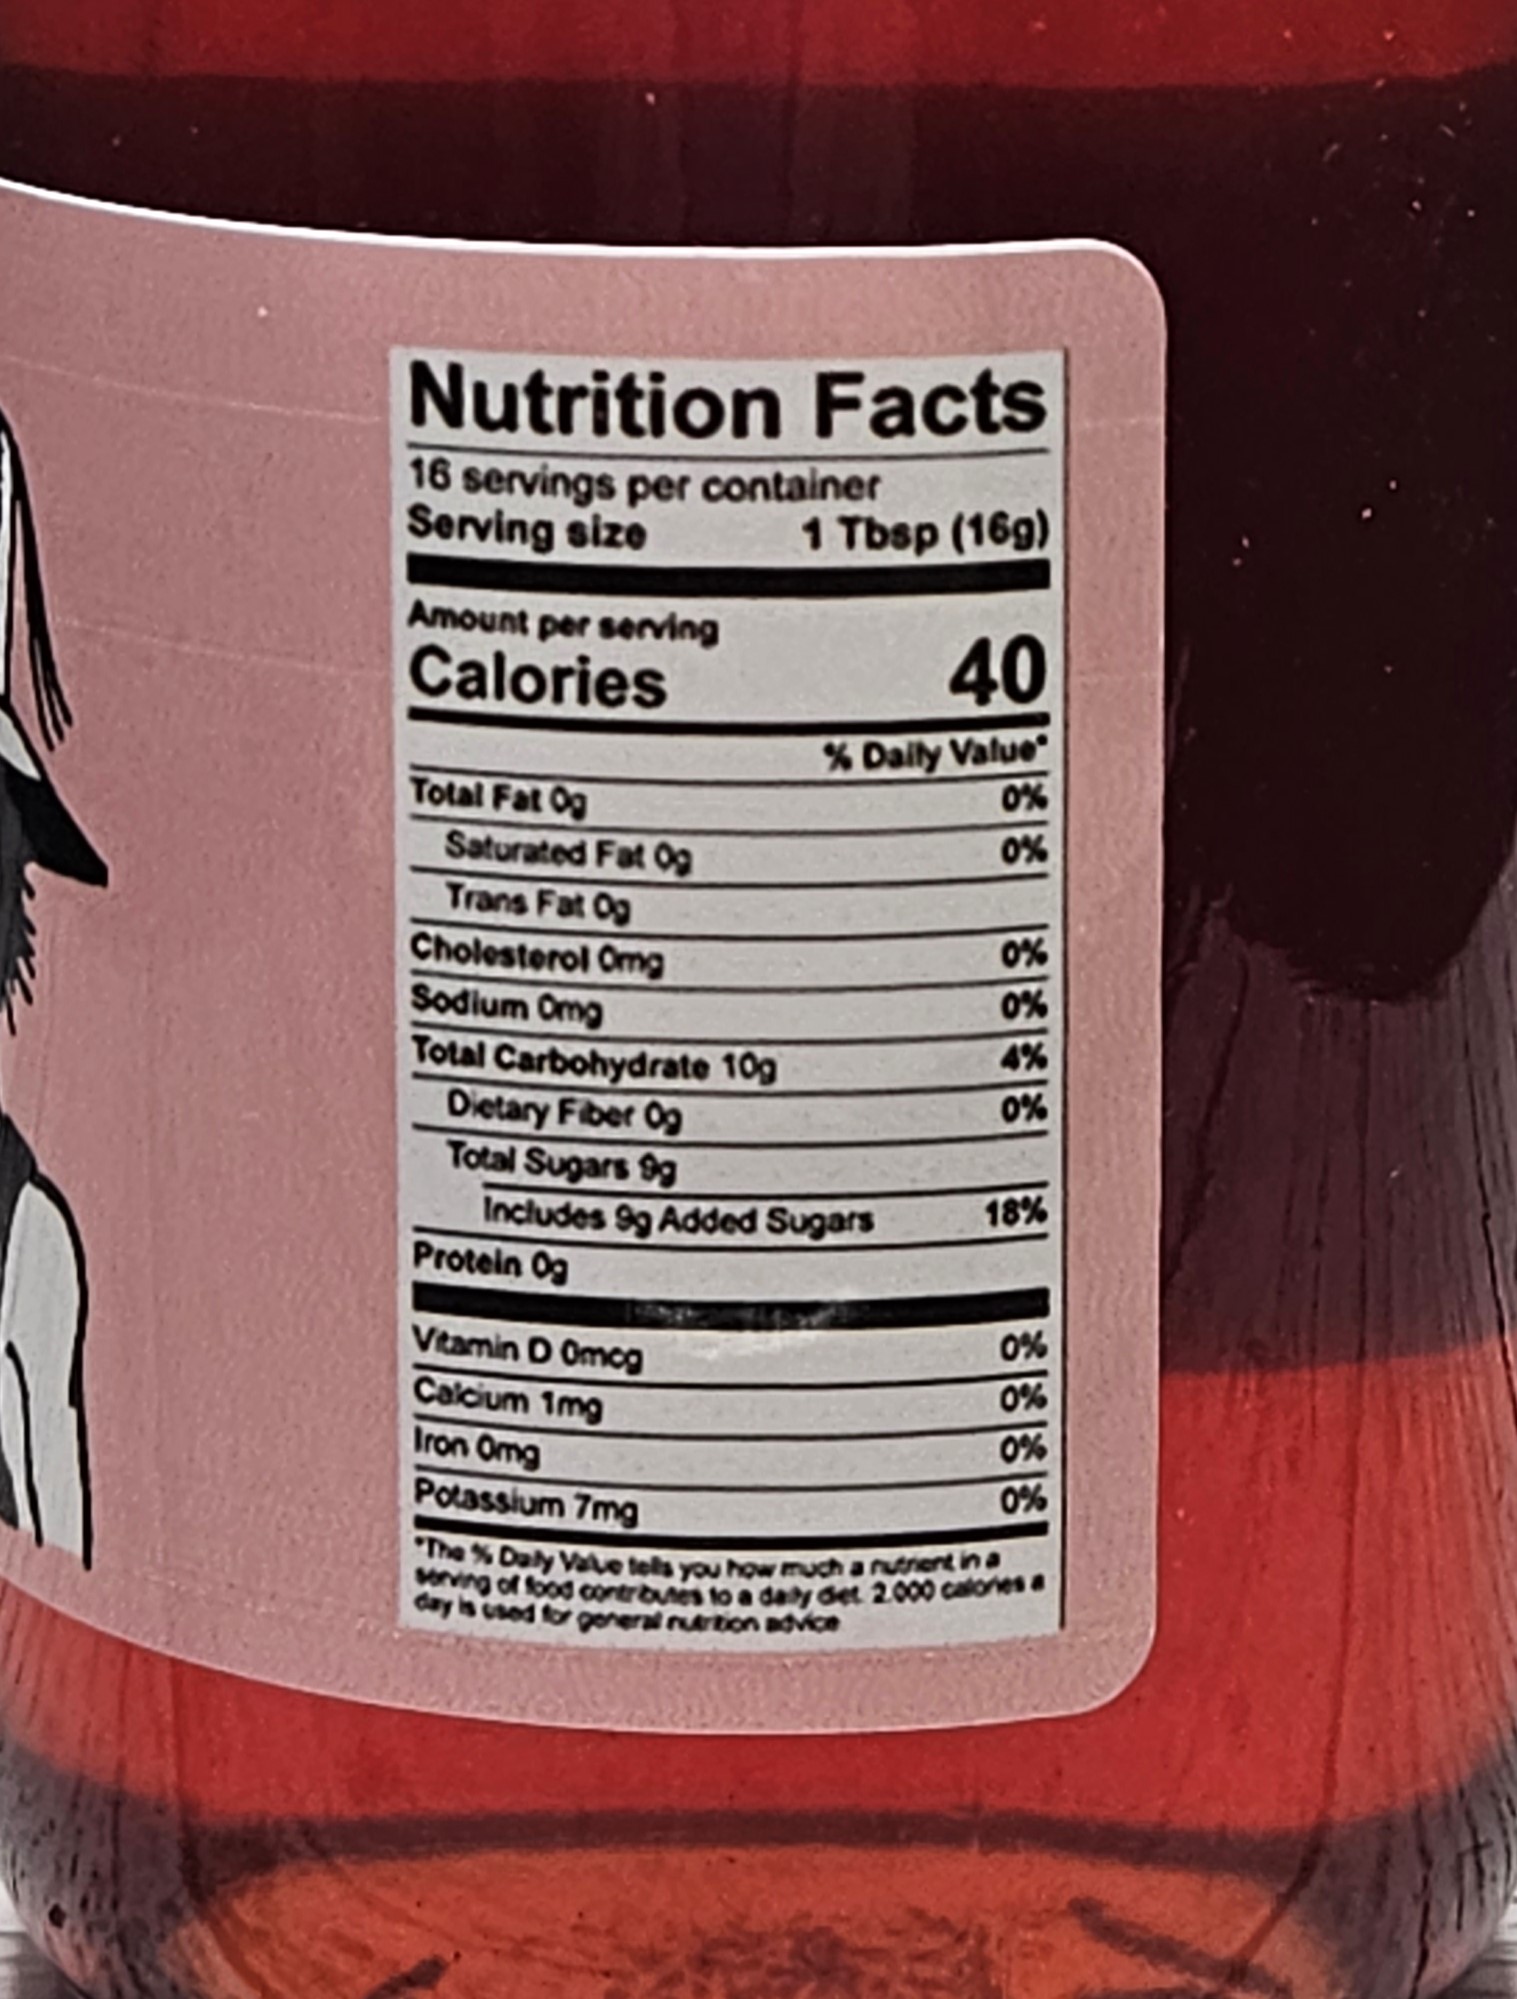 Nutrition Facts
16 servings per container
Serving size 1 Tbsp (16g)
Amount per serving
Calories 40
% Daily Value*
Total Fat 0g 0%
Saturated Fat 0g 0%
Trans Fat 0g
Cholesterol 0mg 0%
Sodium 0mg 0%
Total Carbohydrate 10g 4%
Dietary Fiber 0g 0%
Total Sugars 9g
Includes 9g Added Sugars 18%
Protein 0g
Vitamin D 0mcg 0%
Calcium 1mg 0%
Iron 0mg 0%
Potassium 7mg 0%
*The % Daily Value tells you how much a nutrient in a
serving of food contributes to a daily diet. 2.000 calories a
day is used for general nutrition advice